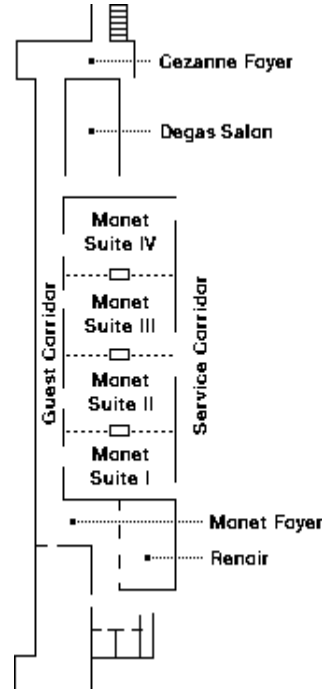 Cezanne Foyer
Degas Salon
Manet
Suite IV
Manet
Suite III
Manet
Suite II
Manet
Suite I
Guest Corridor
Service Corridor
Manet Foyer
Renoir